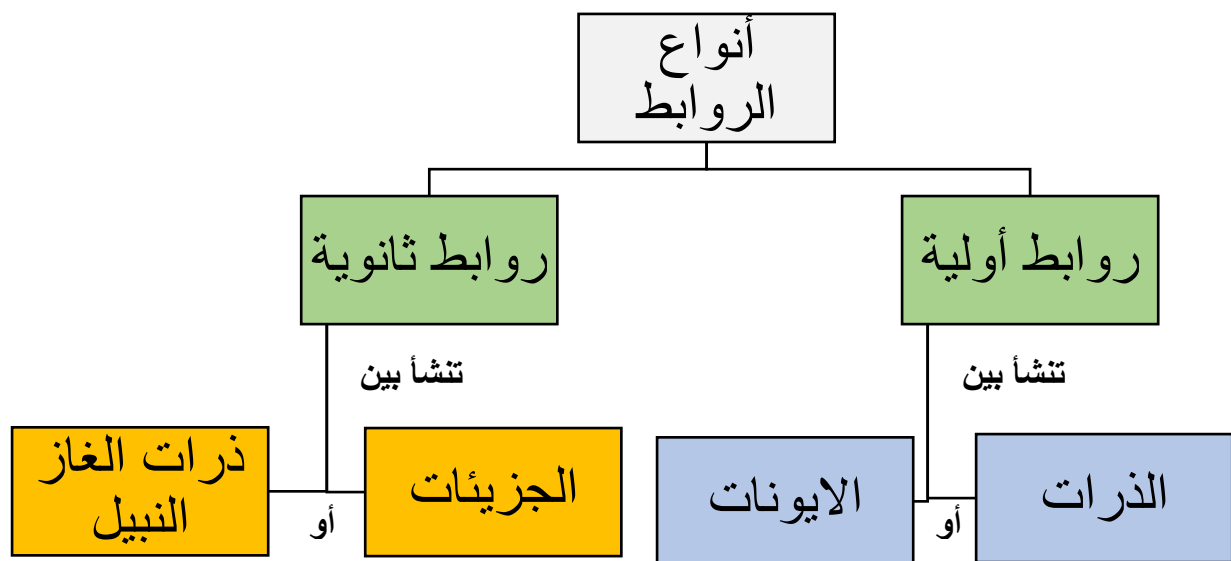 أنواع
الروابط
روابط أولية
روابط ثانوية
تنشأ بين
تنشأ بين
الذرات
أو
الايونات
الجزيئات
أو
ذرات الغاز
النبيل